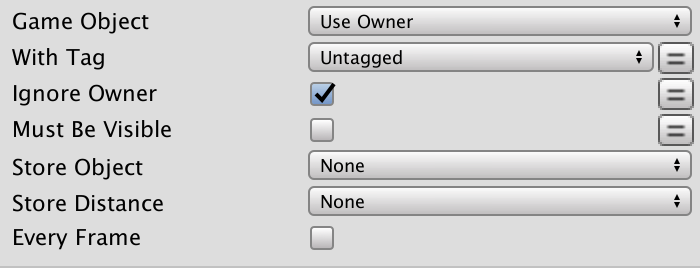 Game Object Use Owner
With Tag Untagged
Ignore Owner
Must Be Visible
Store Object None
Store Distance None
Every Frame